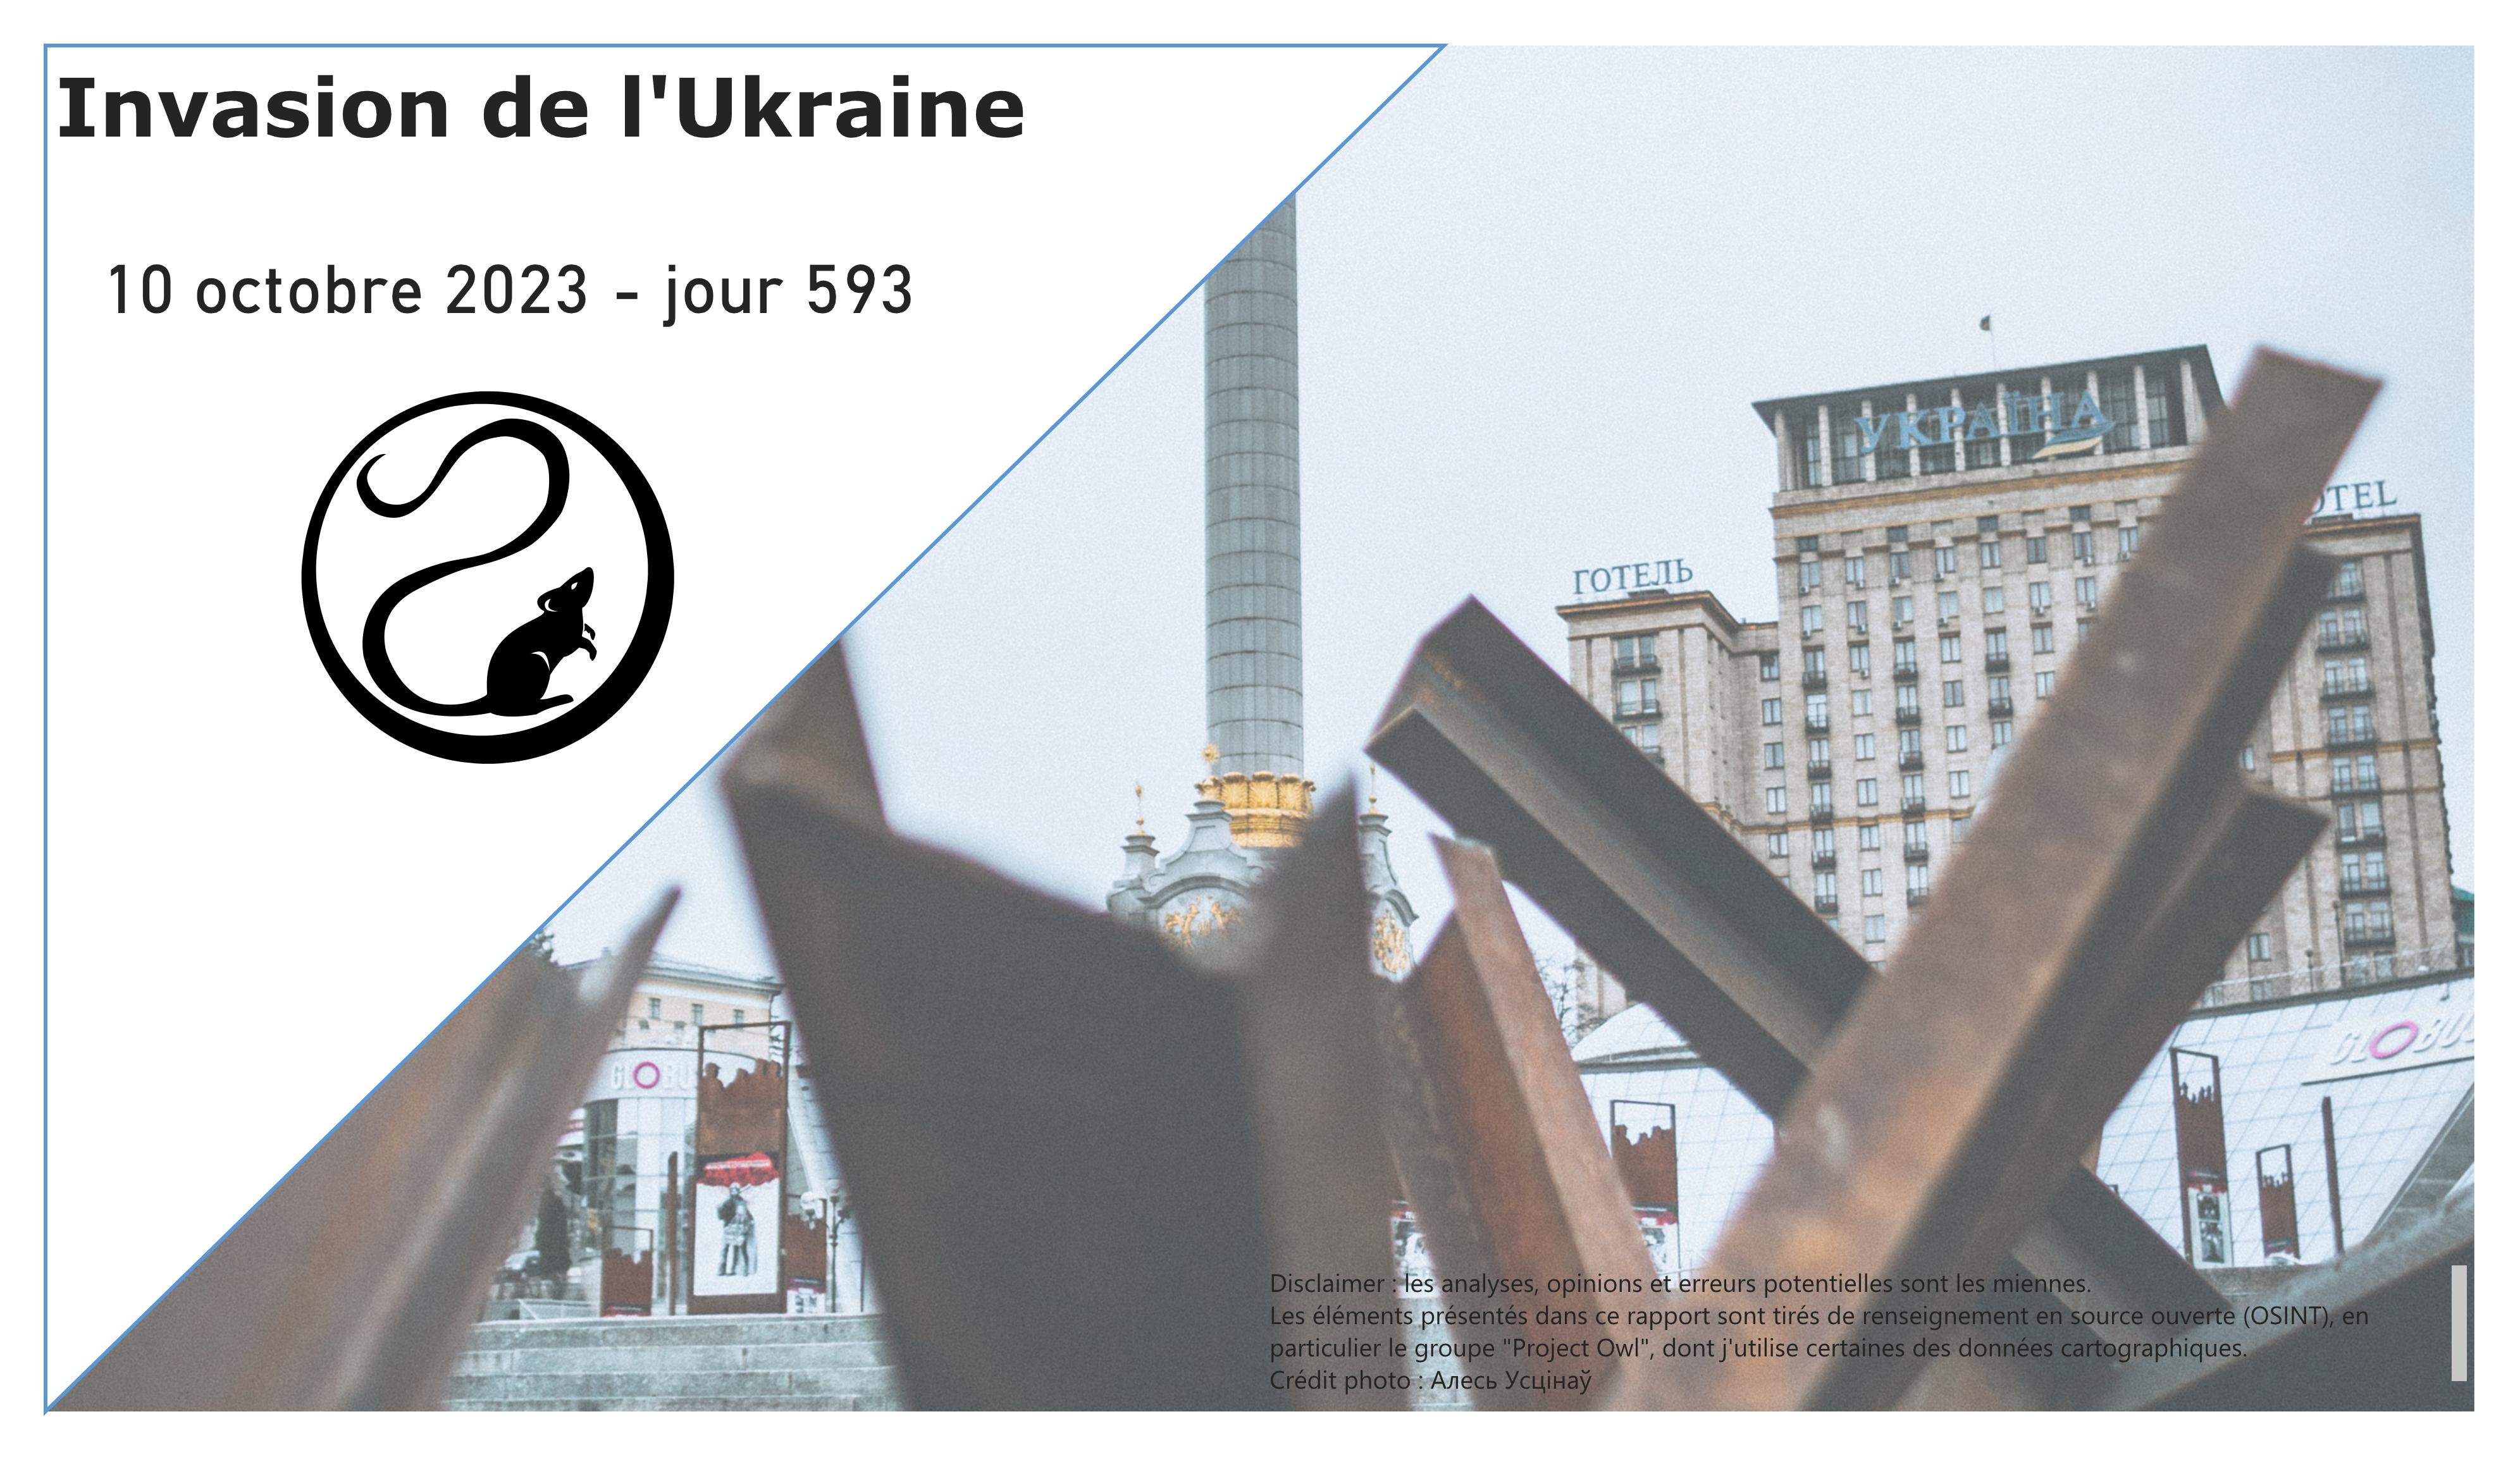 Invasion de l'Ukraine
10 octobre 2023 - jour 593
УКРАЇНА
ГОТЕЛЬ
GLOBU
GLOBU
Disclaimer : les analyses, opinions et erreurs potentielles sont les miennes.
Les éléments présentés dans ce rapport sont tirés de renseignement en source ouverte (OSINT), en
particulier le groupe "Project Owl", dont j'utilise certaines des données cartographiques.
Crédit photo : Алесь Усцінаў